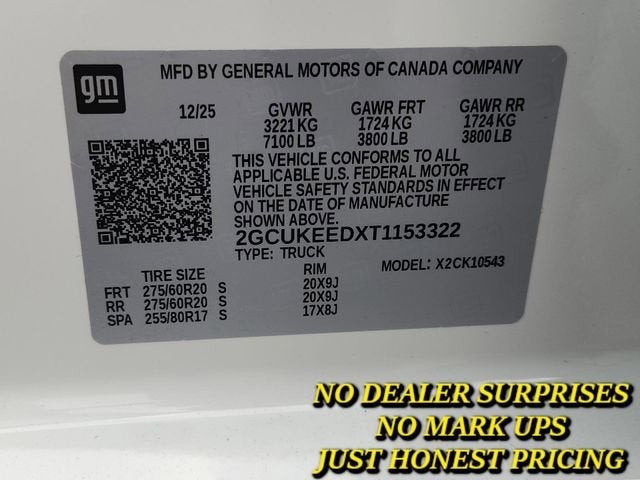 gm
MFD BY GENERAL MOTORS OF CANADA COMPANY
12/25 GVWR GAWR FRT GAWR RR
3221 KG 1724 KG 1724 KG
7100 LB 3800 LB 3800 LB
THIS VEHICLE CONFORMS TO ALL
APPLICABLE U.S. FEDERAL MOTOR
VEHICLE SAFETY STANDARDS IN EFFECT
ON THE DATE OF MANUFACTURE
SHOWN ABOVE.
2GCUKEEDXT1153322
TYPE: TRUCK
MODEL: X2CK10543
TIRE SIZE RIM
FRT 275/60R20 S 20X9J
RR 275/60R20 S 20X9J
SPA 255/80R17 S 17X8J
NO DEALER SURPRISES
NO MARK UPS
JUST HONEST PRICING